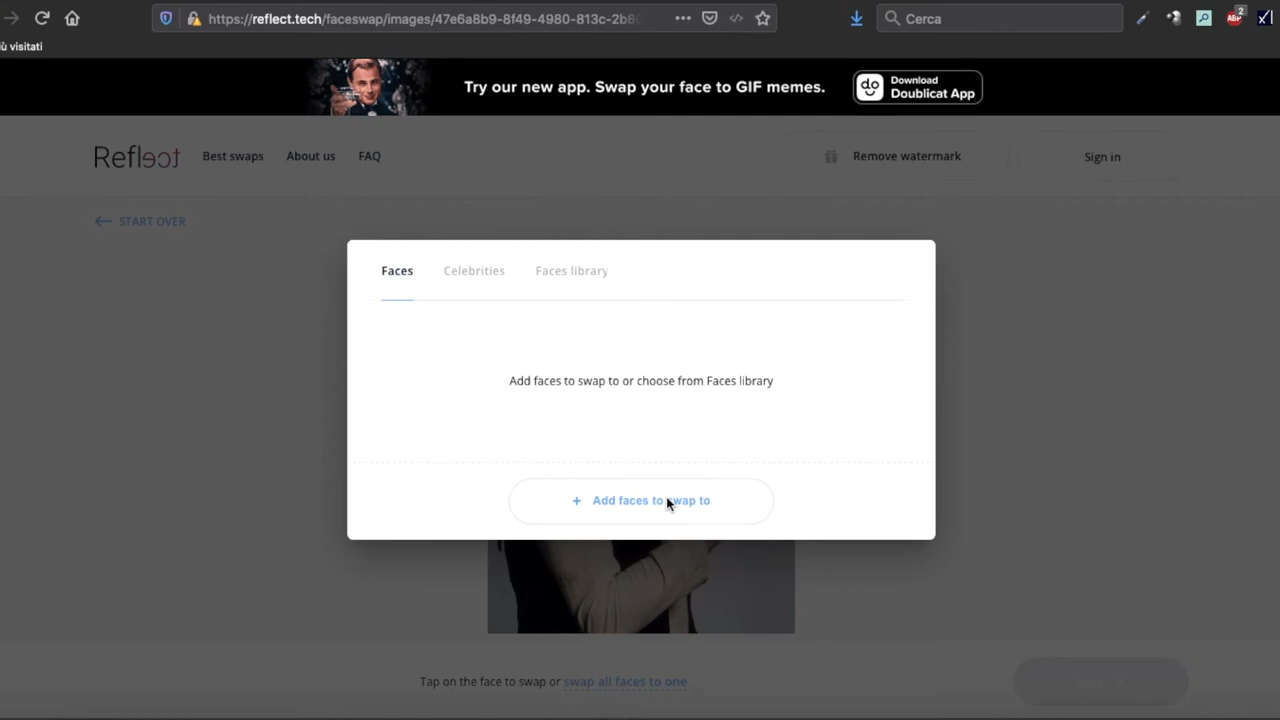 https://reflect.tech/faceswap/images/47e6a8b9-8f49-4980-813c-2b8
Cerca
ABP
2
ù visitati
Try our new app. Swap your face to GIF memes.
do
Download
Doublicat App
Reflect
Best swaps
About us
FAQ
Remove watermark
Sign in
START OVER
Faces
Celebrities
Faces library
Add faces to swap to or choose from Faces library
+ Add faces to swap to
Tap on the face to swap or swap all faces to one